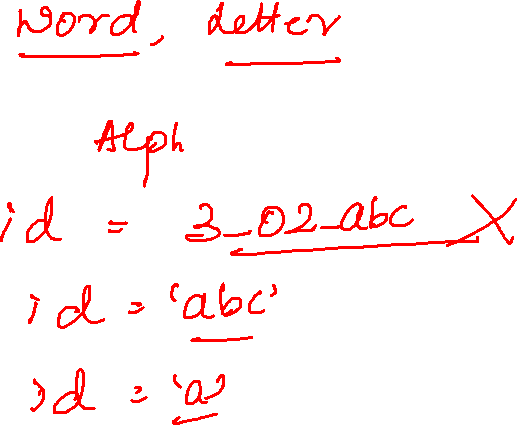 Word, Letter
Alph
id = 3_02_abc X
id = 'abc'
id = 'a'